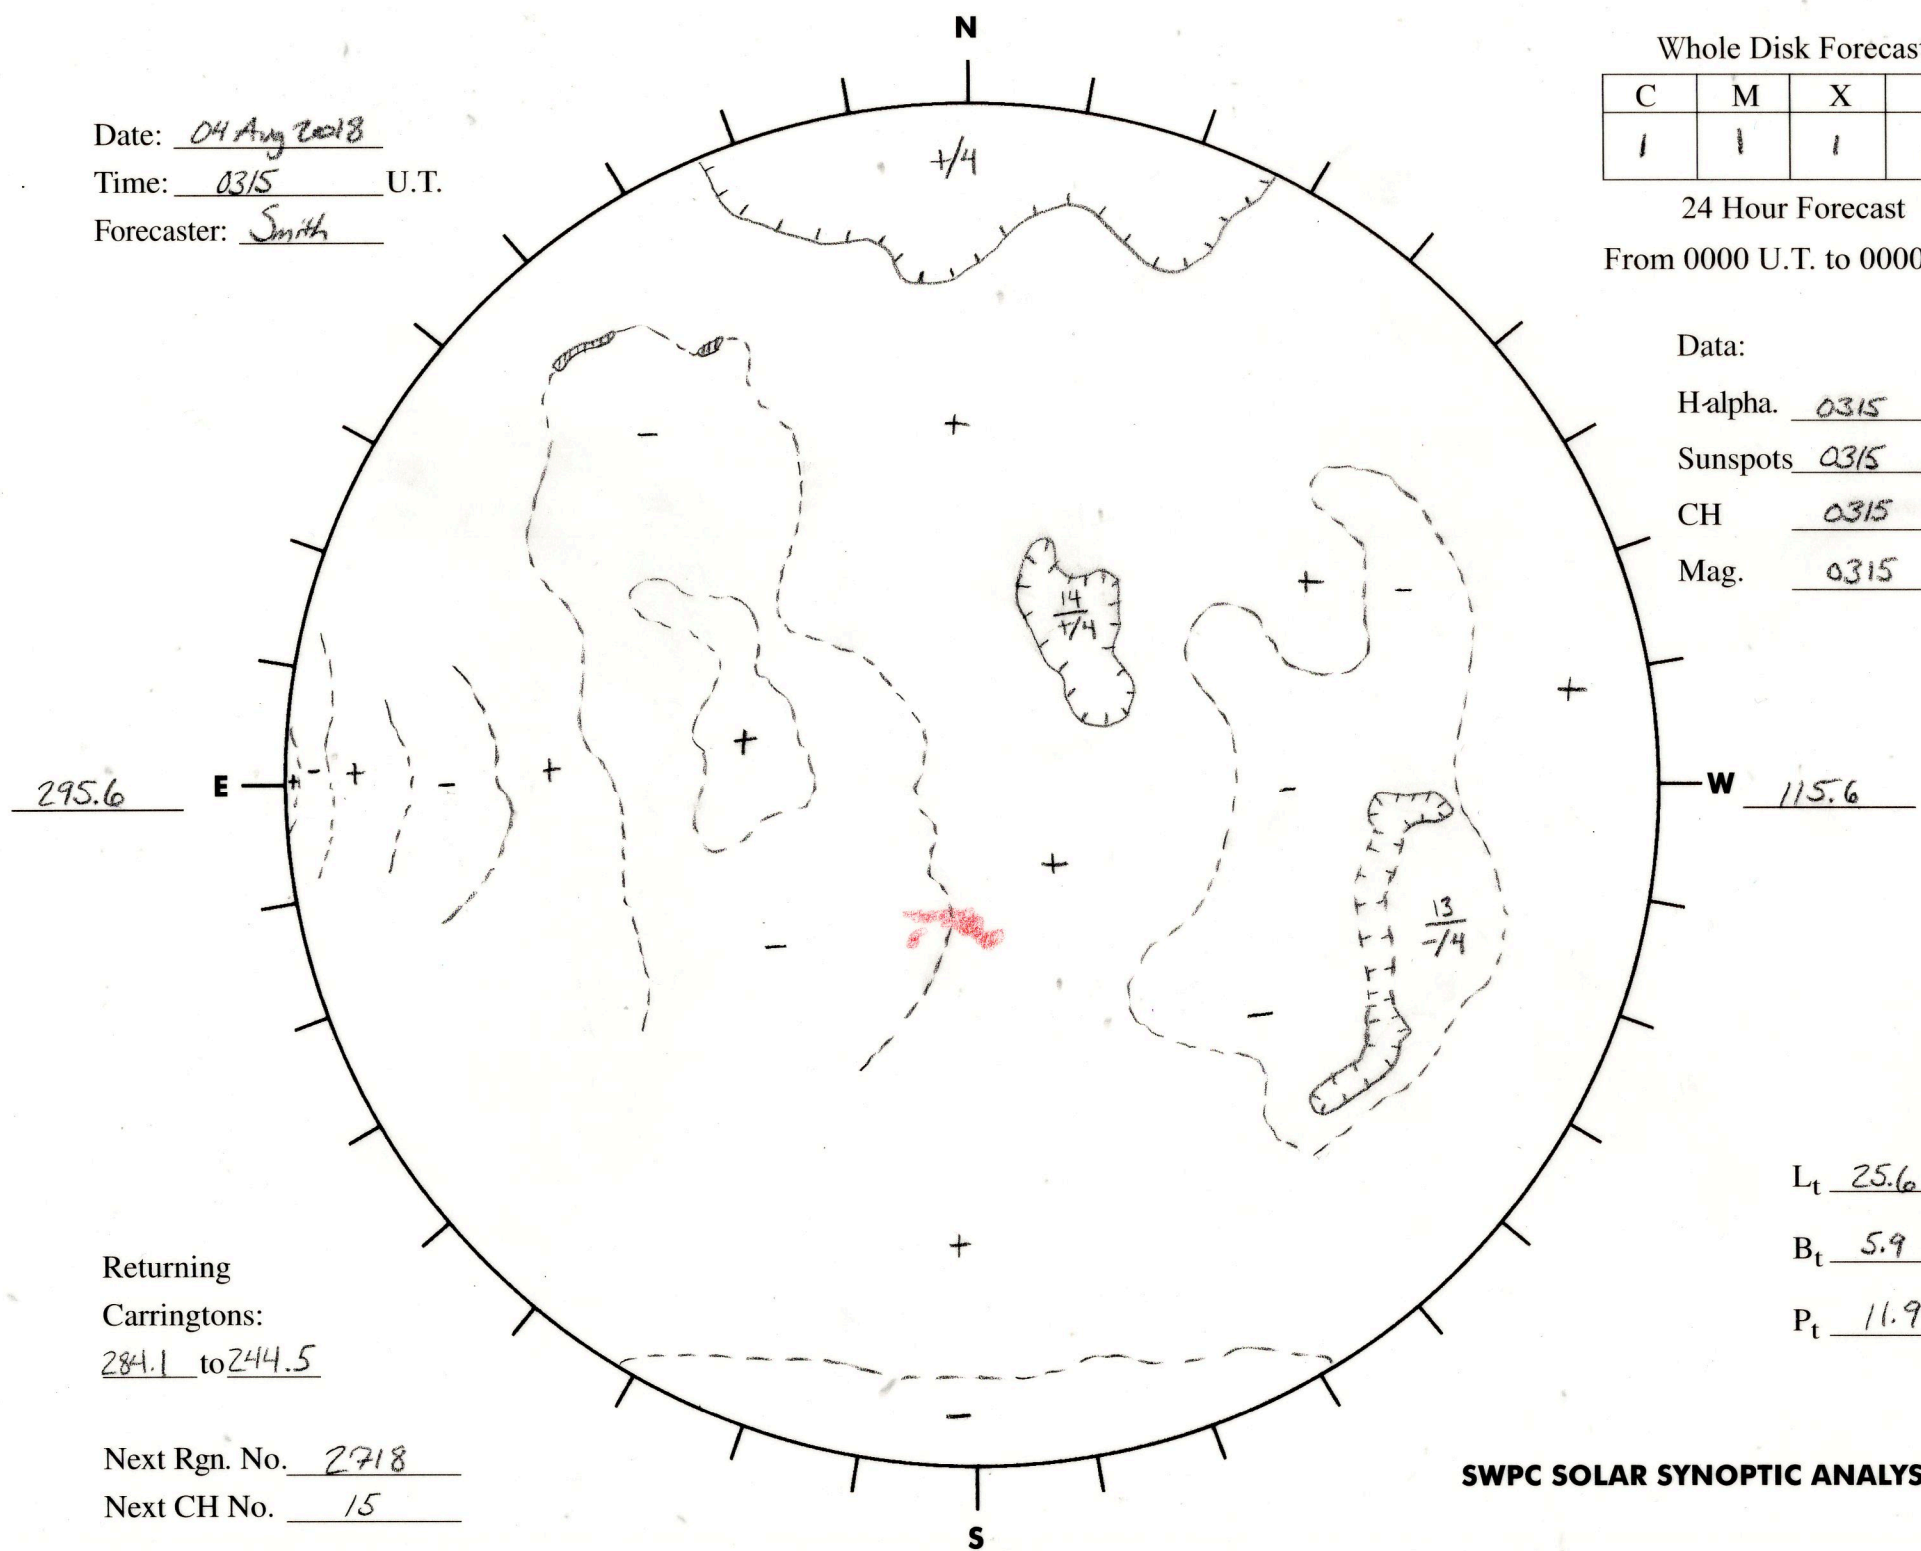 N
Whole Disk Forecas
C M X
1 1 1
24 Hour Forecast
From 0000 U.T. to 0000
Date: 04 Aug 2018
Time: 0315 U.T.
Forecaster: Smith
+/4
Data:
H-alpha. 0315
Sunspots 0315
CH 0315
Mag. 0315
- +
+ -
14
+/4
+
+
+ - + - +
295.6 E
-
W 115.6
+
13
-/4
-
-
Lt 25.6
Bt 5.9
Pt 11.9
+
Returning
Carringtons:
284.1 to 244.5
-
Next Rgn. No. 2718
Next CH No. 15
SWPC SOLAR SYNOPTIC ANALYS
S